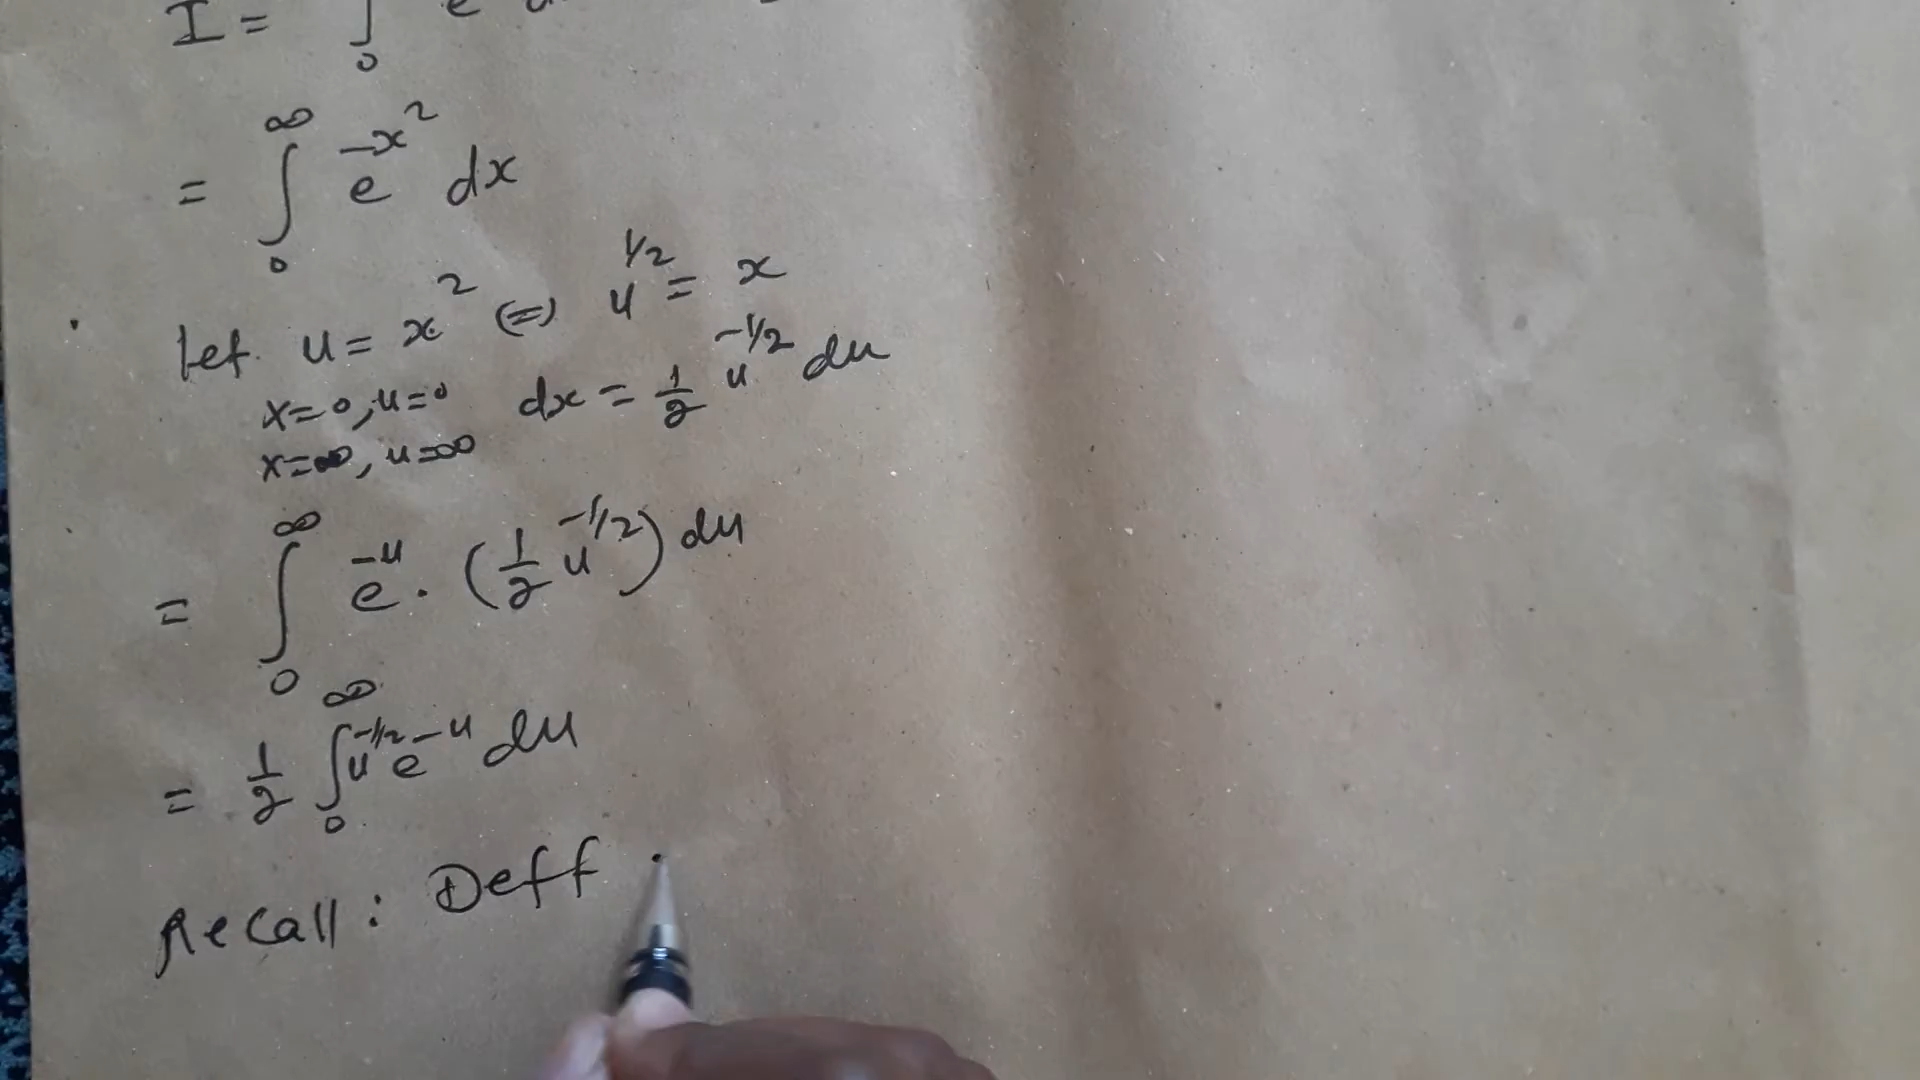 I = ∫₀ e
= ∫₀^∞ e^(-x²) dx
let u = x² (=) u^(1/2) = x
x=0, u=0 dx = 1/2 u^(-1/2) du
x=∞, u=∞
= ∫₀^∞ e^(-u) . (1/2 u^(-1/2)) du
= 1/2 ∫₀^∞ u^(-1/2) e^(-u) du
Recall: Deff